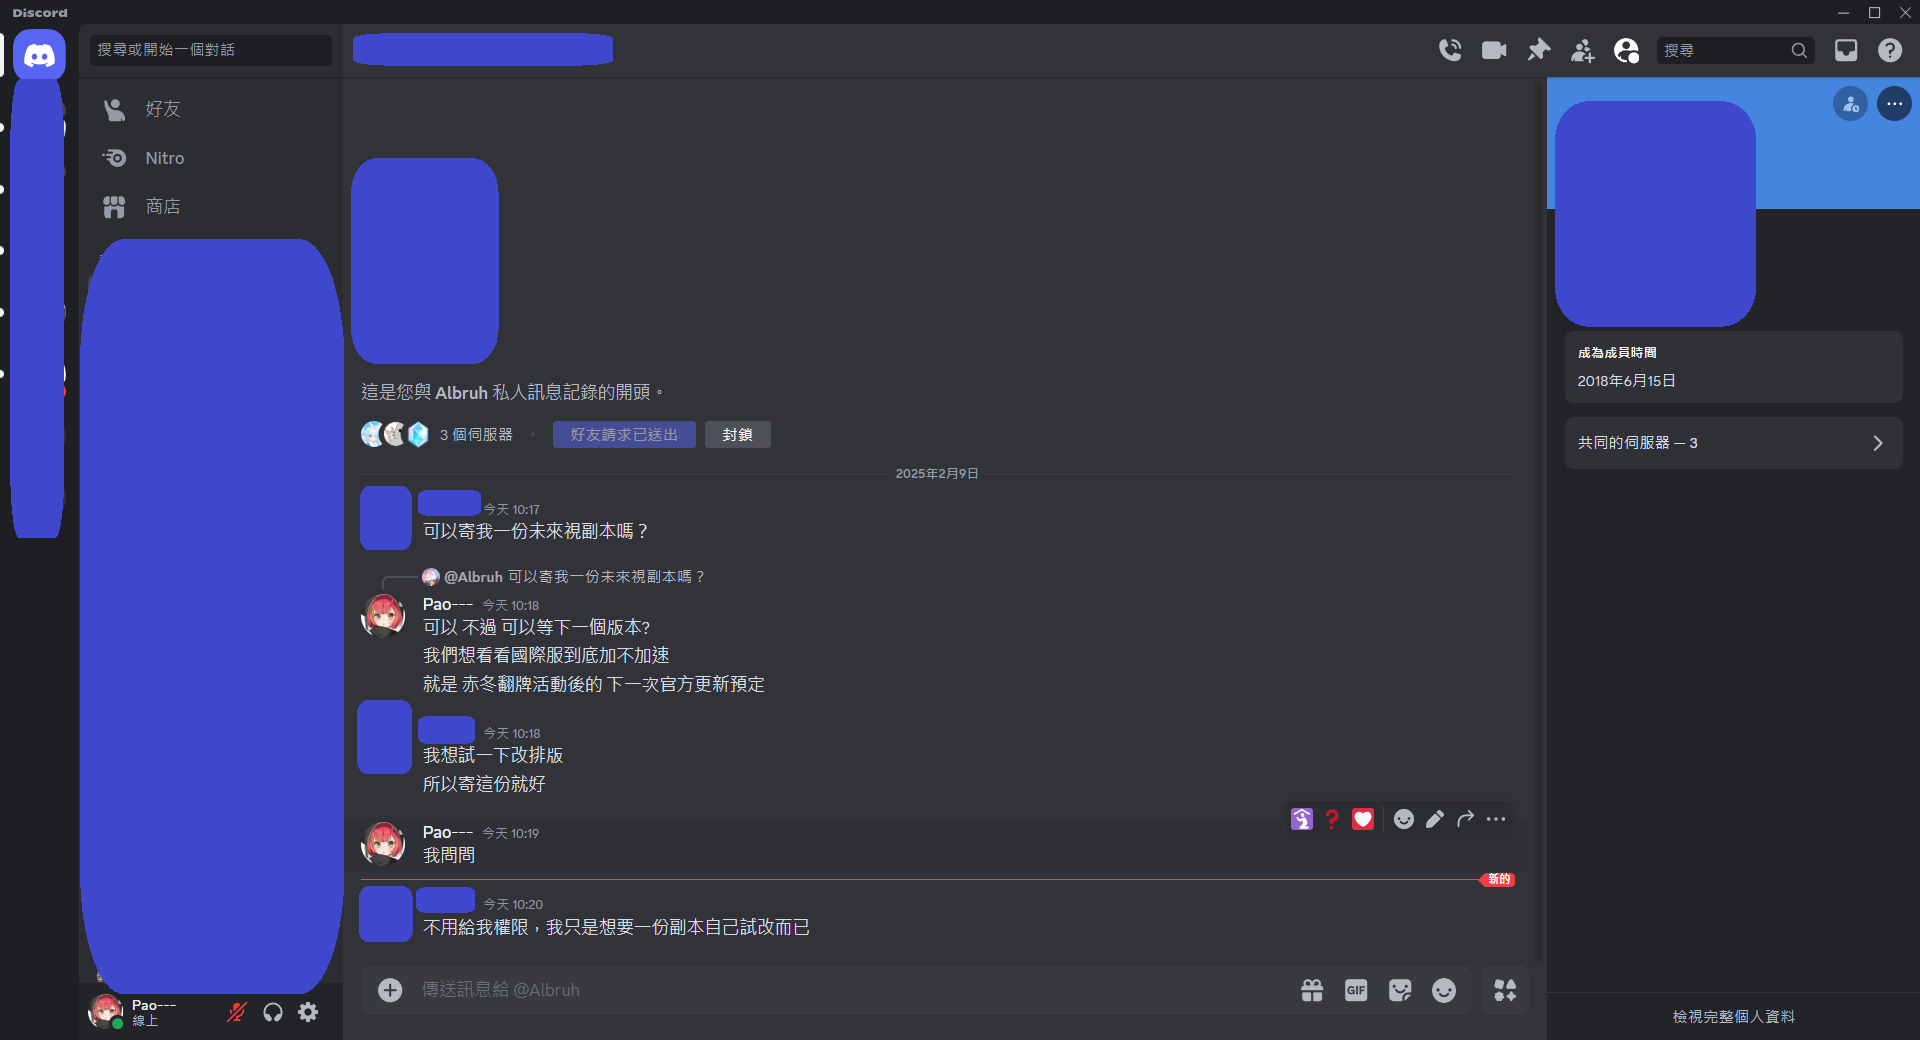 Discord
搜尋或開始一個對話
搜尋
好友
Nitro
商店
這是您與 Albruh 私人訊息記錄的開頭。
3 個伺服器
好友請求已送出
封鎖
2025年2月9日
今天 10:17
可以寄我一份未來視副本嗎？
@Albruh 可以寄我一份未來視副本嗎？
Pao--- 今天 10:18
可以 不過 可以等下一個版本?
我們想看看國際服到底加不加速
就是 赤冬翻牌活動後的 下一次官方更新預定
今天 10:18
我想試一下改排版
所以寄這份就好
Pao--- 今天 10:19
我問問
新的
今天 10:20
不用給我權限，我只是想要一份副本自己試改而已
傳送訊息給 @Albruh
GIF
Pao---
線上
成為成員時間
2018年6月15日
共同的伺服器 — 3
檢視完整個人資料